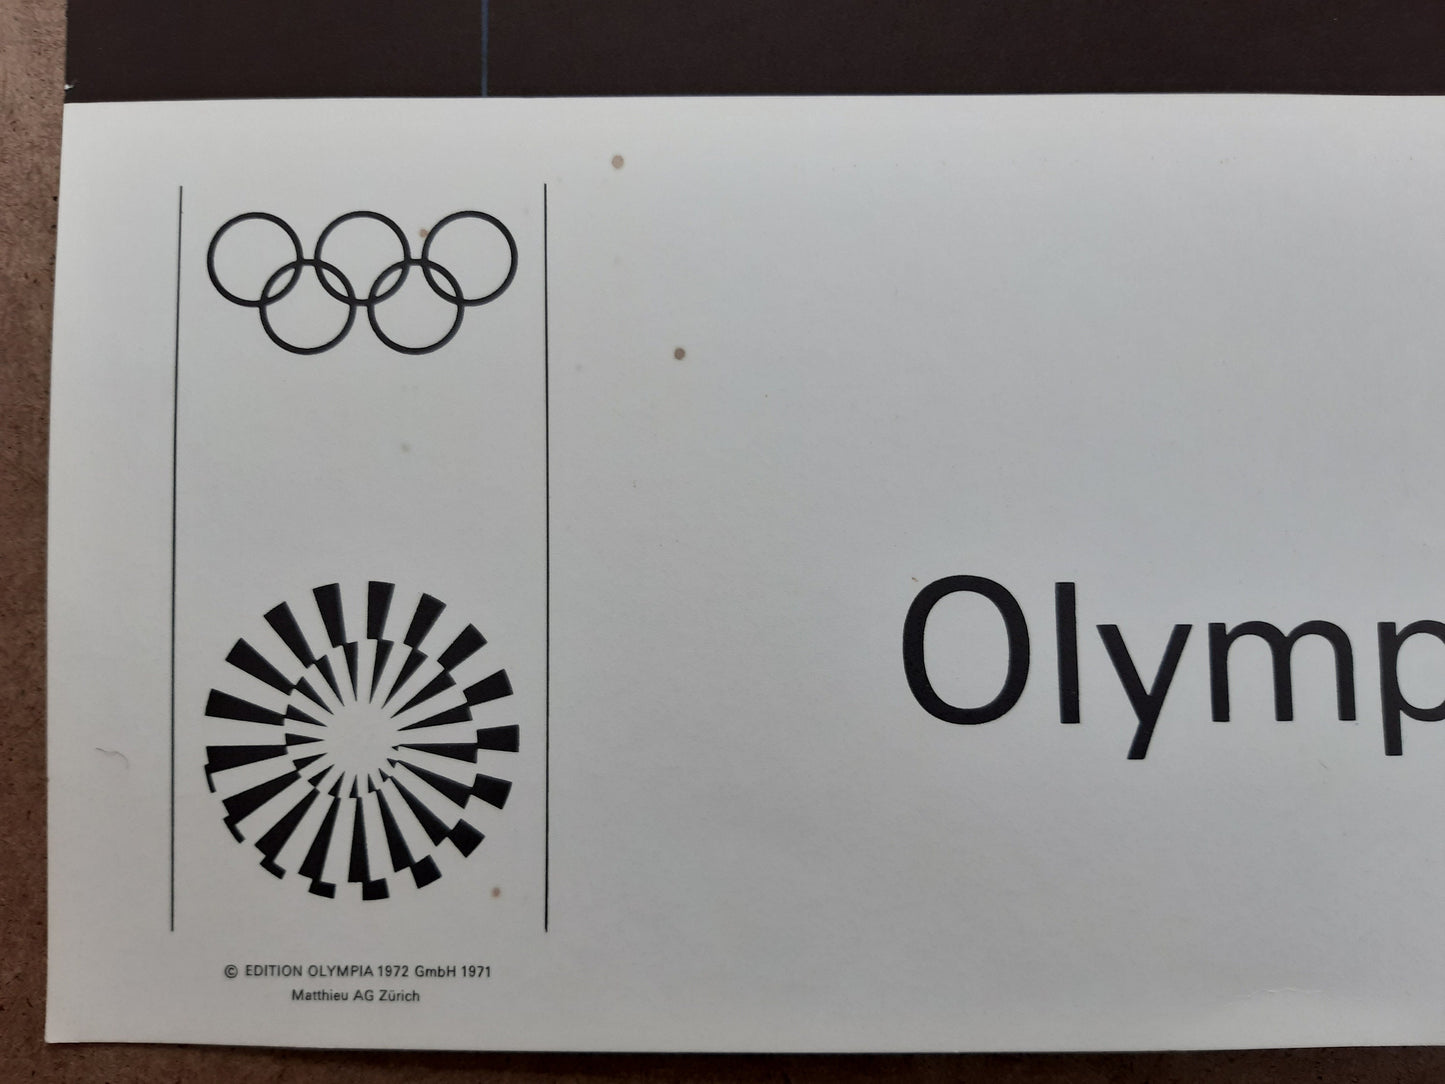 Olymp
© EDITION OLYMPIA 1972 GmbH 1971
Matthieu AG Zürich